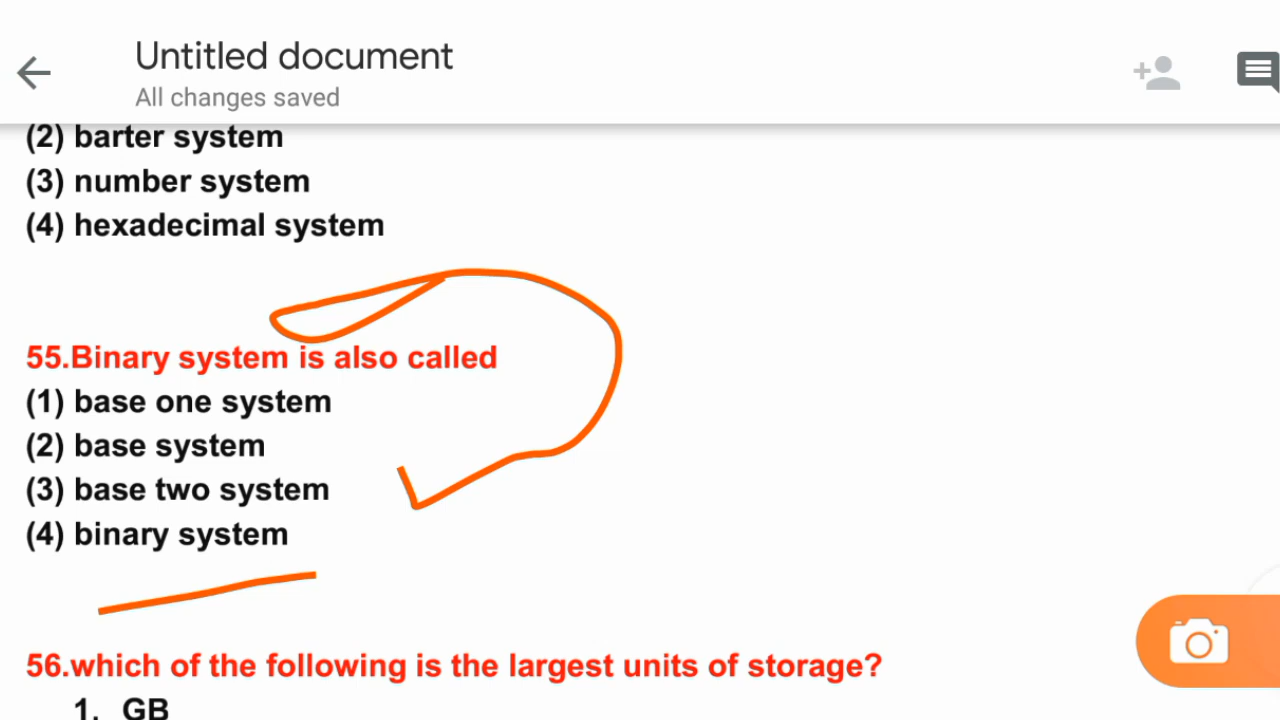 Untitled document
All changes saved
(2) barter system
(3) number system
(4) hexadecimal system
55.Binary system is also called
(1) base one system
(2) base system
(3) base two system
(4) binary system
56.which of the following is the largest units of storage?
1. GB